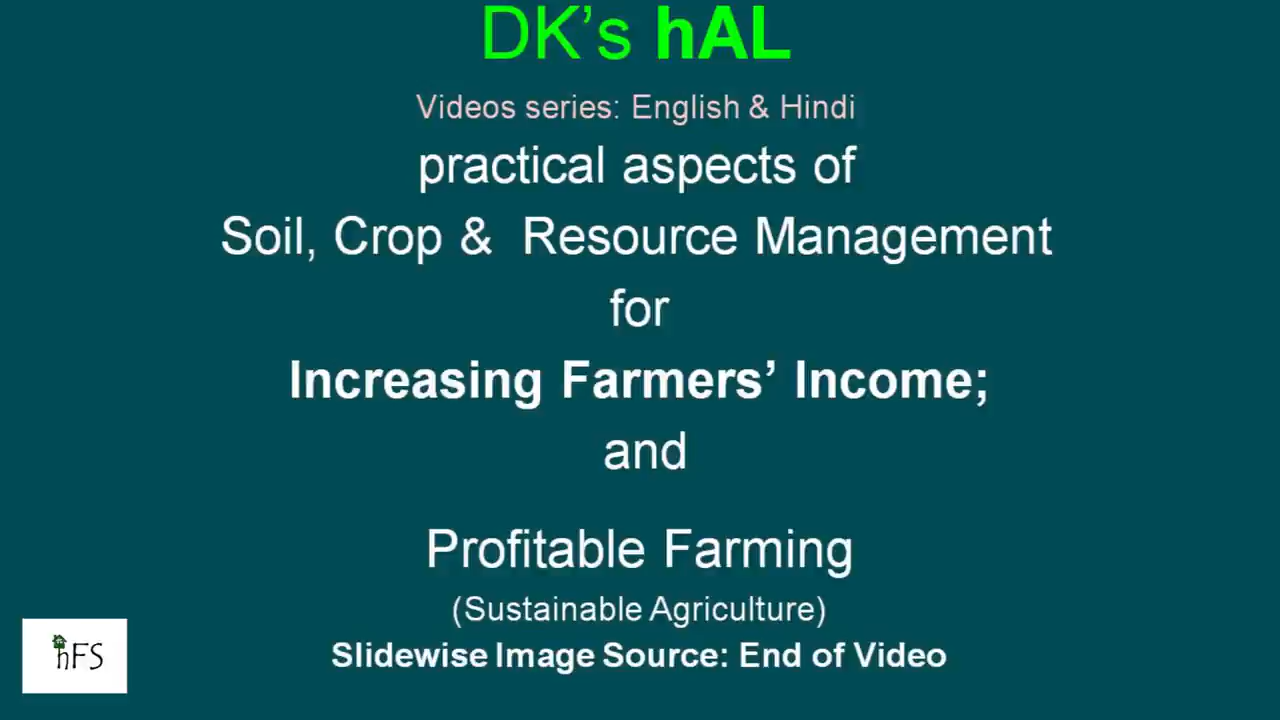 DK’s hAL
Videos series: English & Hindi
practical aspects of
Soil, Crop & Resource Management
for
Increasing Farmers’ Income;
and
Profitable Farming
(Sustainable Agriculture)
Slidewise Image Source: End of Video
hFS